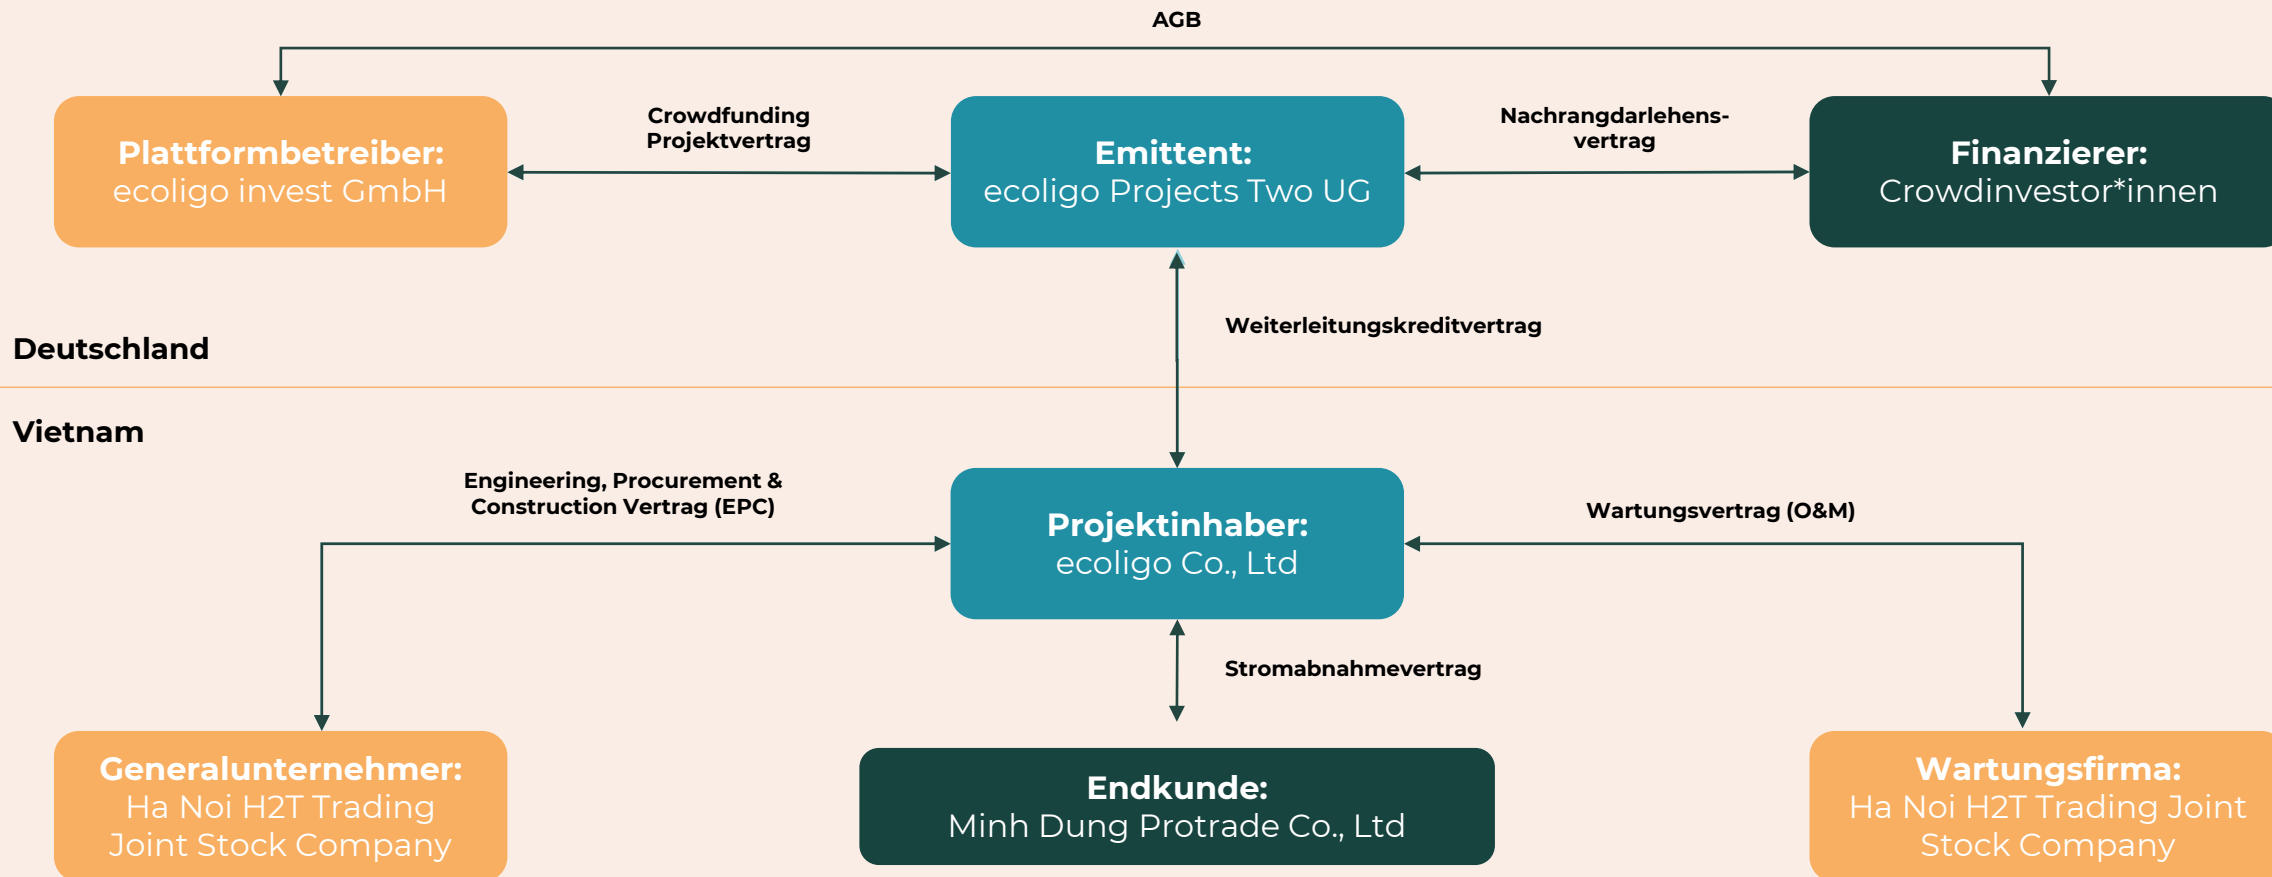 AGB
Plattformbetreiber:
ecoligo invest GmbH
Crowdfunding
Projektvertrag
Emittent:
ecoligo Projects Two UG
Nachrangdarlehens-
vertrag
Finanzierer:
Crowdinvestor*innen
Weiterleitungskreditvertrag
Deutschland
Vietnam
Engineering, Procurement &
Construction Vertrag (EPC)
Projektinhaber:
ecoligo Co., Ltd
Wartungsvertrag (O&M)
Stromabnahmevertrag
Generalunternehmer:
Ha Noi H2T Trading
Joint Stock Company
Endkunde:
Minh Dung Protrade Co., Ltd
Wartungsfirma:
Ha Noi H2T Trading Joint
Stock Company